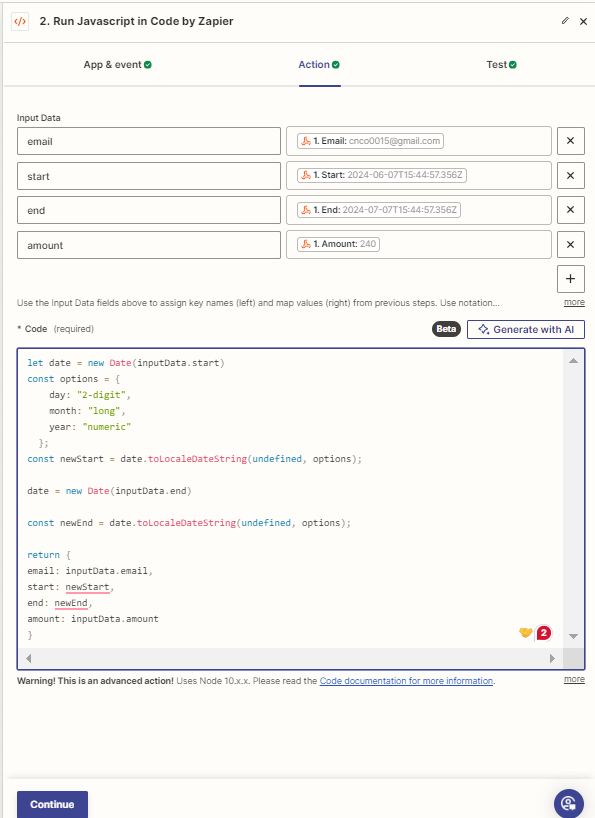 </> 2. Run Javascript in Code by Zapier
App & event Action Test
Input Data
email 1. Email: cnco0015@gmail.com
start 1. Start: 2024-06-07T15:44:57.356Z
end 1. End: 2024-07-07T15:44:57.356Z
amount 1. Amount: 240
Use the Input Data fields above to assign key names (left) and map values (right) from previous steps. Use notation... more
* Code (required) Beta Generate with AI
let date = new Date(inputData.start)
const options = {
day: "2-digit",
month: "long",
year: "numeric"
};
const newStart = date.toLocaleDateString(undefined, options);
date = new Date(inputData.end)
const newEnd = date.toLocaleDateString(undefined, options);
return {
email: inputData.email,
start: newStart,
end: newEnd,
amount: inputData.amount
}
2
Warning! This is an advanced action! Uses Node 10.x.x. Please read the Code documentation for more information. more
Continue